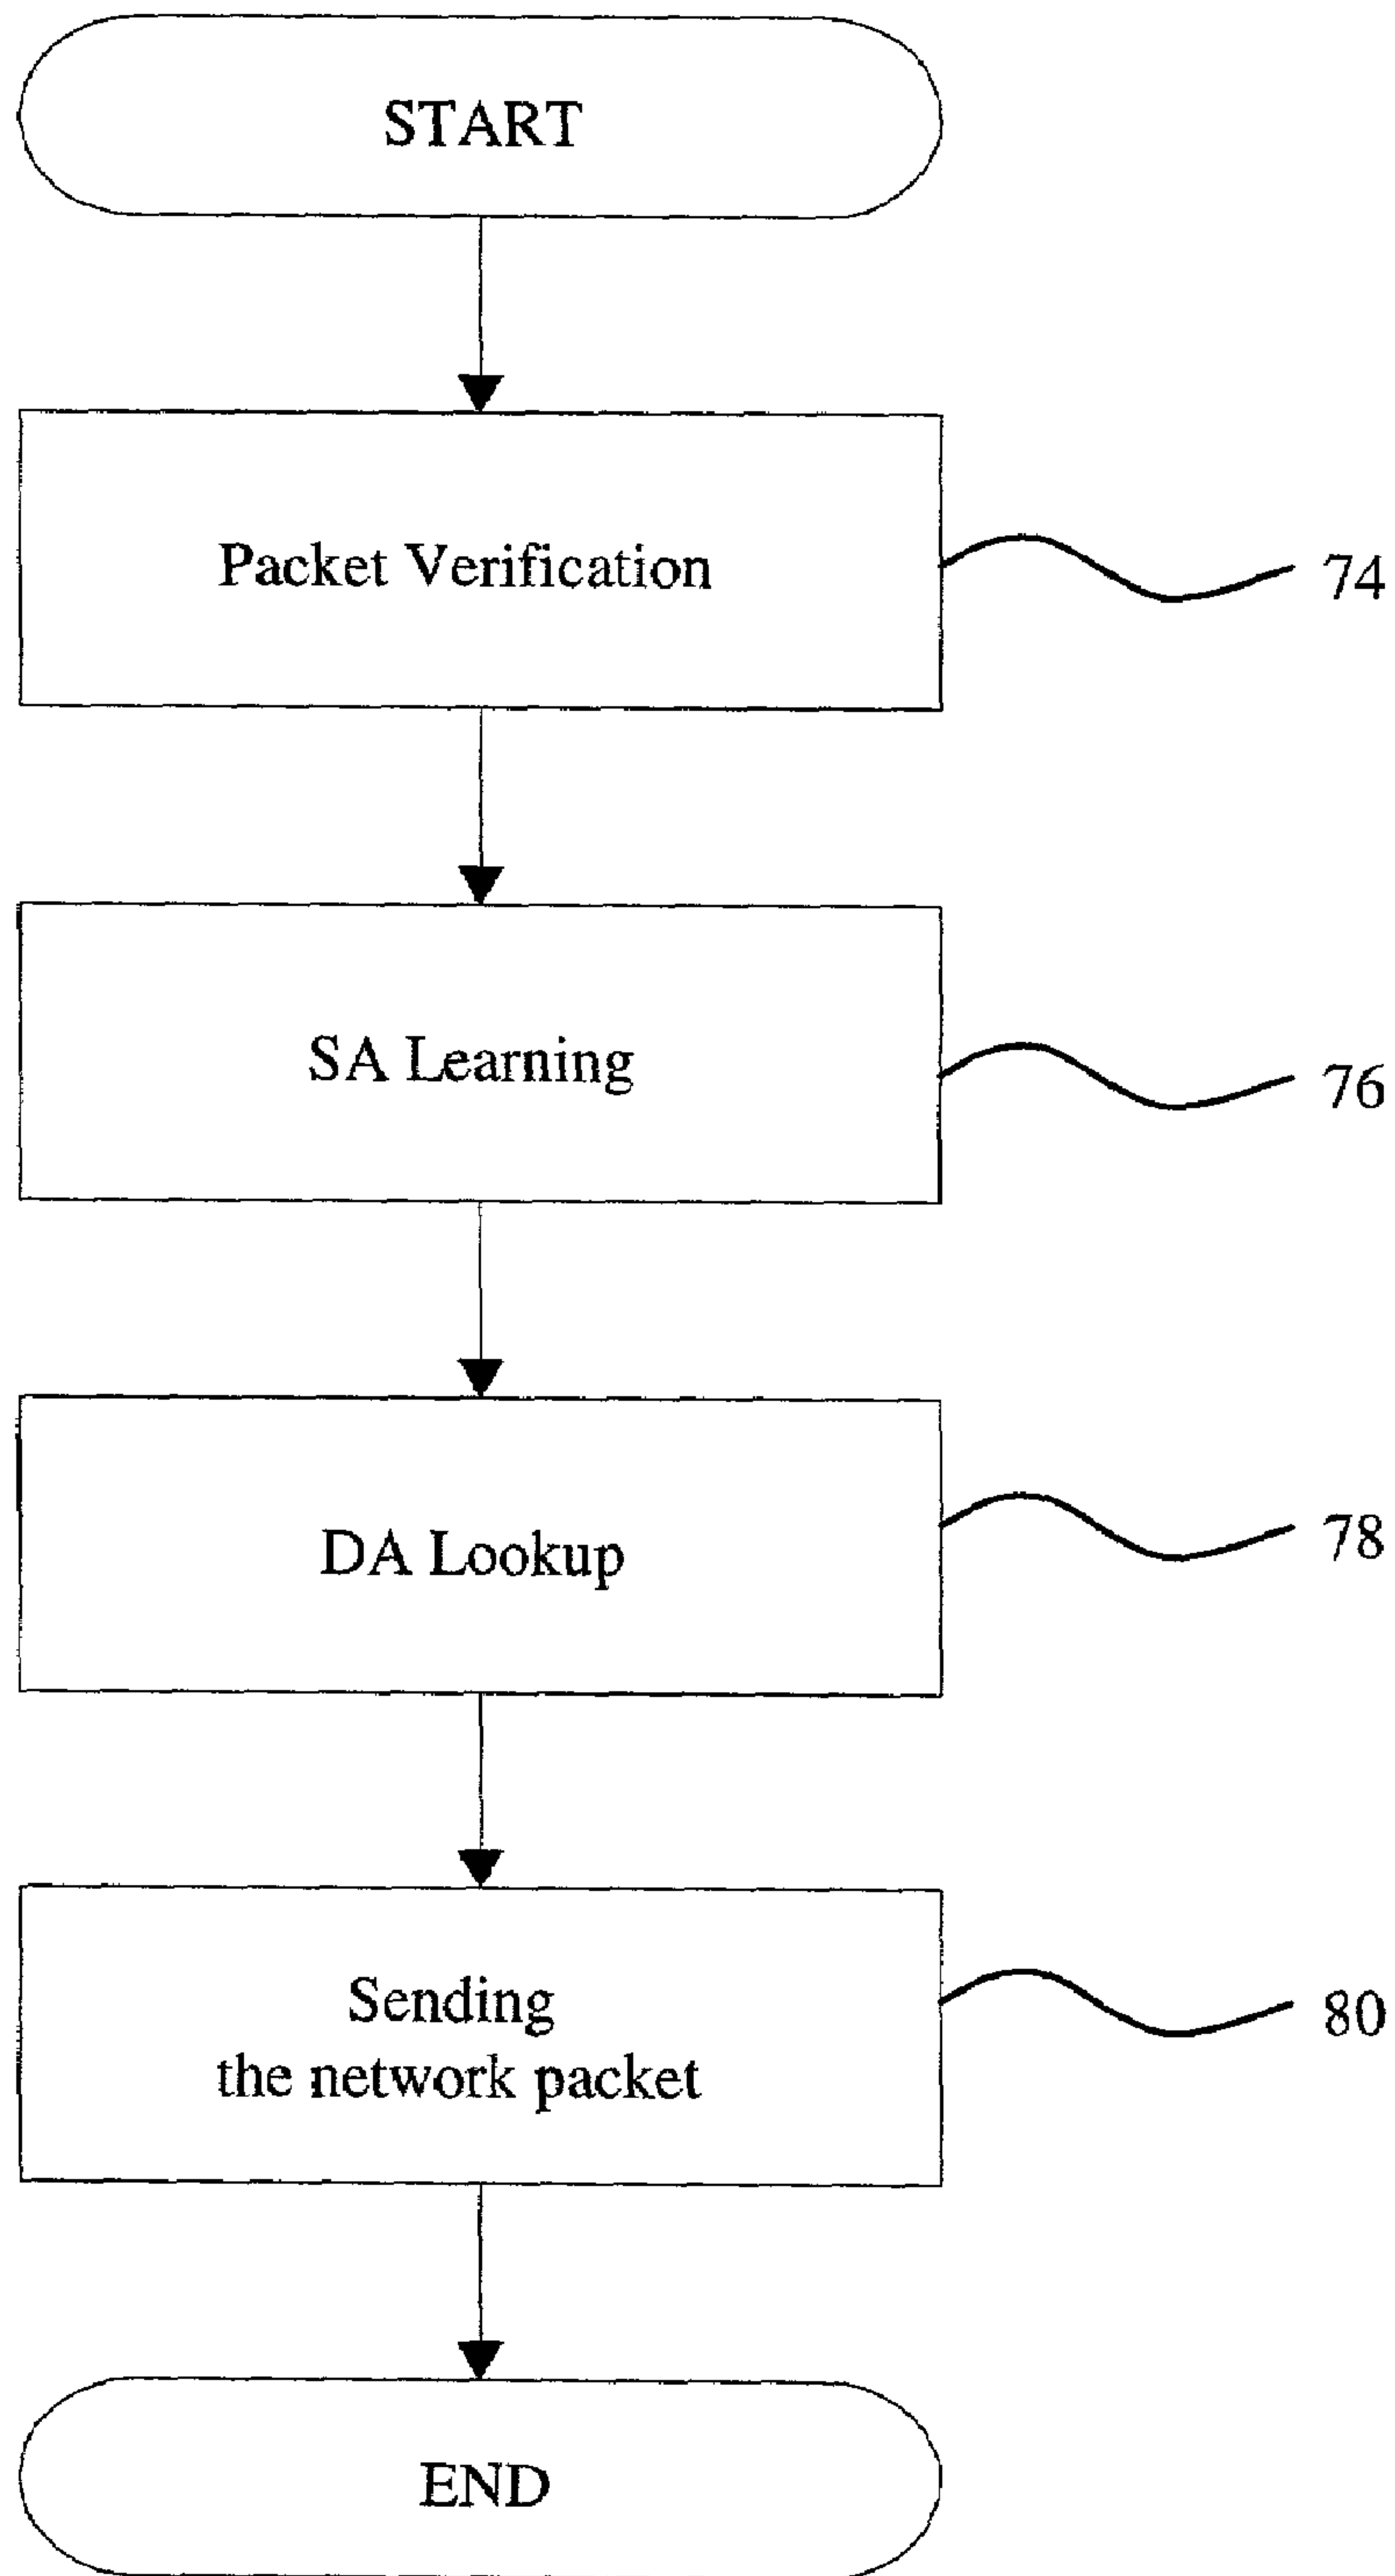 START
Packet Verification
74
SA Learning
76
DA Lookup
78
Sending
the network packet
80
END